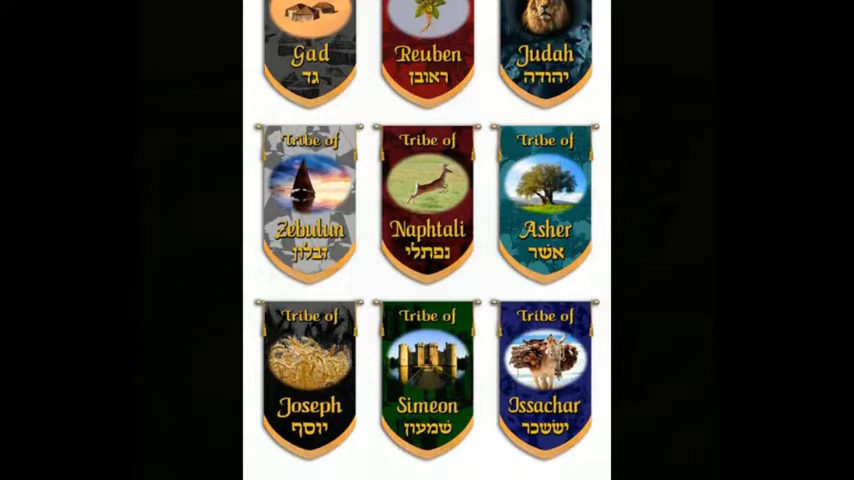 Gad
גד
Reuben
ראובן
Judah
יהודה
Tribe of
Zebulun
זבלון
Tribe of
Naphtali
נפתלי
Tribe of
Asher
אשר
Tribe of
Joseph
יוסף
Tribe of
Simeon
שמעון
Tribe of
Issachar
יששכר